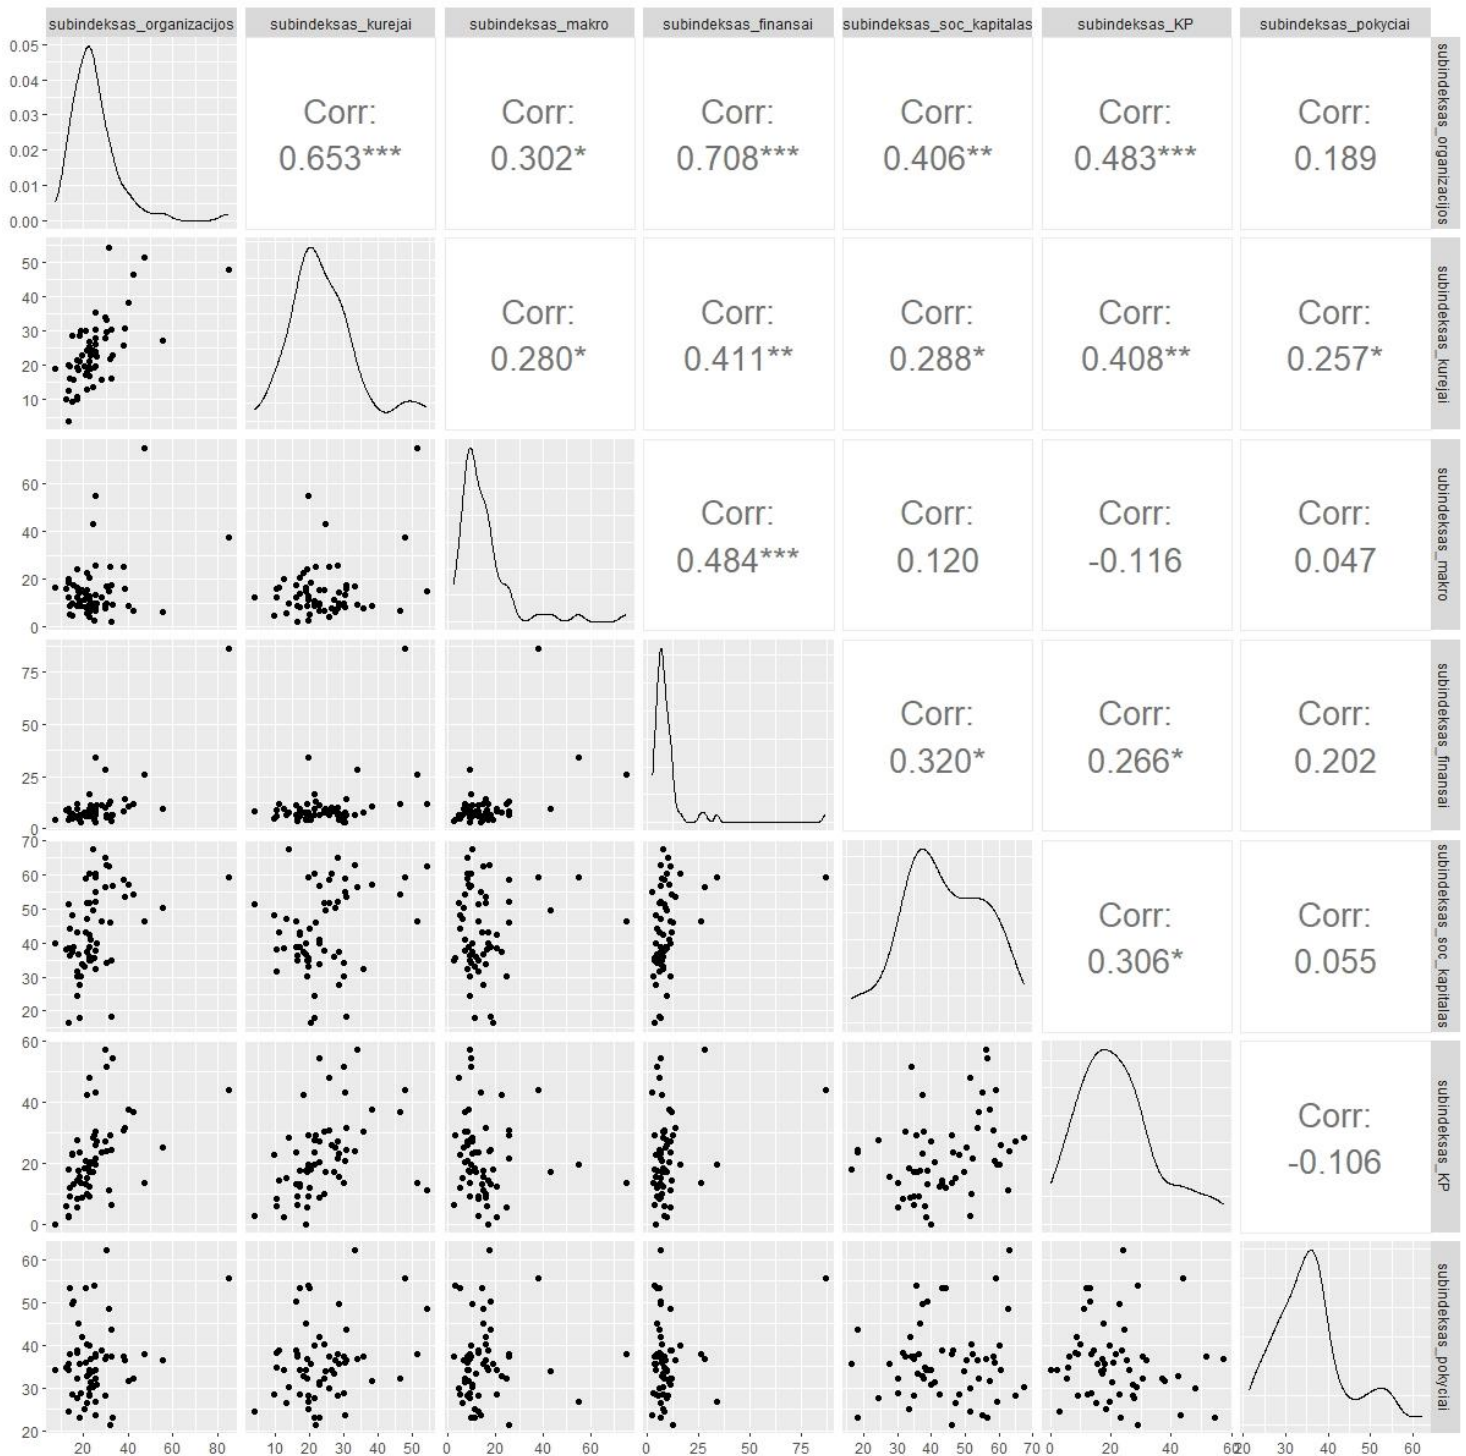 subindeksas_organizacijos subindeksas_kurejai subindeksas_makro subindeksas_finansai subindeksas_soc_kapitalas subindeksas_KP subindeksas_pokyciai
0.05
0.04
0.03
0.02
0.01
0.00
Corr:
0.653***
Corr:
0.302*
Corr:
0.708***
Corr:
0.406**
Corr:
0.483***
Corr:
0.189
subindeksas_organizacijos
50
40
30
20
10
Corr:
0.280*
Corr:
0.411**
Corr:
0.288*
Corr:
0.408**
Corr:
0.257*
subindeksas_kurejai
60
40
20
0
Corr:
0.484***
Corr:
0.120
Corr:
-0.116
Corr:
0.047
subindeksas_makro
75
50
25
0
Corr:
0.320*
Corr:
0.266*
Corr:
0.202
subindeksas_finansai
70
60
50
40
30
20
Corr:
0.306*
Corr:
0.055
subindeksas_soc_kapitalas
60
40
20
0
Corr:
-0.106
subindeksas_KP
60
50
40
30
20
subindeksas_pokyciai
20 40 60 80 10 20 30 40 50 0 20 40 60 0 25 50 75 20 30 40 50 60 70 0 20 40 60 20 30 40 50 60